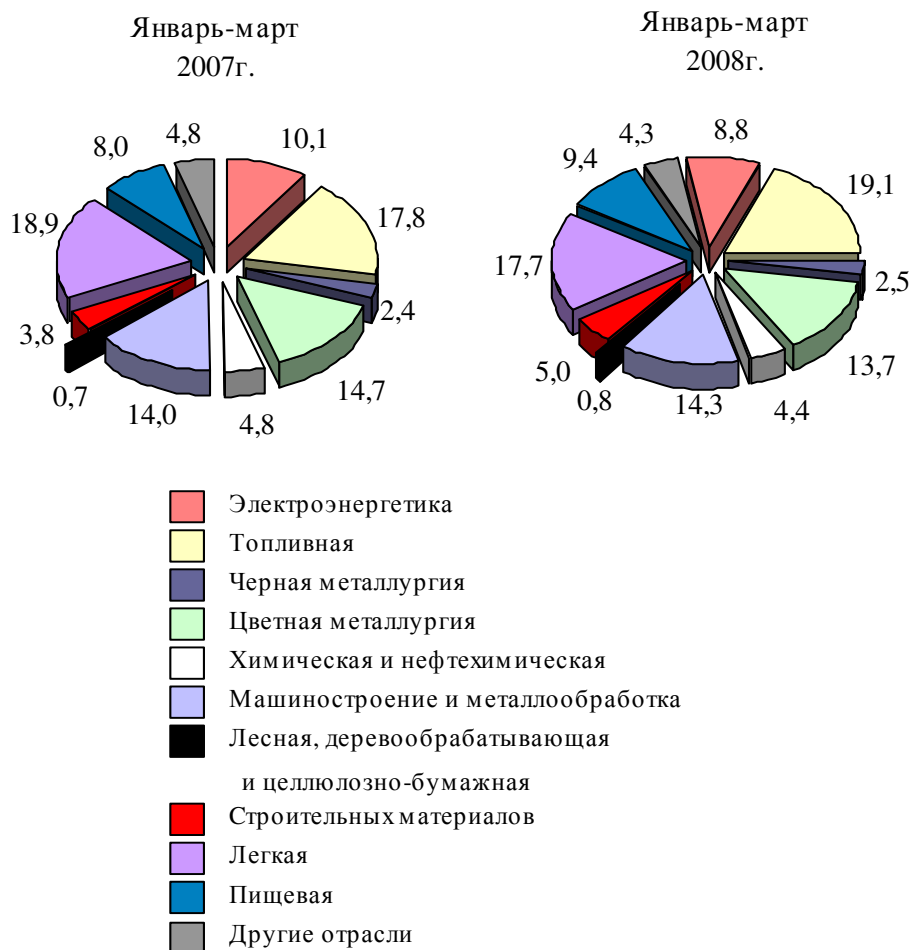 Январь-март
2007г.
4,8
10,1
8,0
17,8
18,9
2,4
3,8
14,7
0,7
14,0
4,8
Январь-март
2008г.
4,3
8,8
9,4
19,1
17,7
2,5
5,0
13,7
0,8
14,3
4,4
Электроэнергетика
Топливная
Черная металлургия
Цветная металлургия
Химическая и нефтехимическая
Машиностроение и металлообработка
Лесная, деревообрабатывающая
и целлюлозно-бумажная
Строительных материалов
Легкая
Пищевая
Другие отрасли